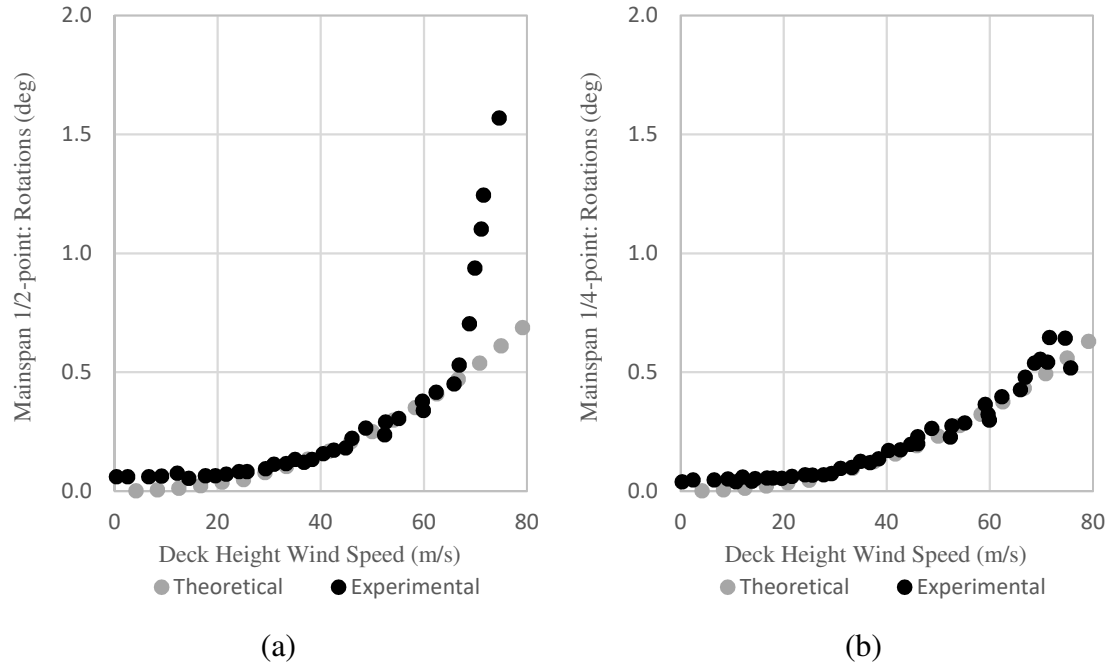 Mainspan 1/2-point: Rotations (deg)
2.0
1.5
1.0
0.5
0.0
0 20 40 60 80
Deck Height Wind Speed (m/s)
Theoretical Experimental
(a)
Mainspan 1/4-point: Rotations (deg)
2.0
1.5
1.0
0.5
0.0
0 20 40 60 80
Deck Height Wind Speed (m/s)
Theoretical Experimental
(b)